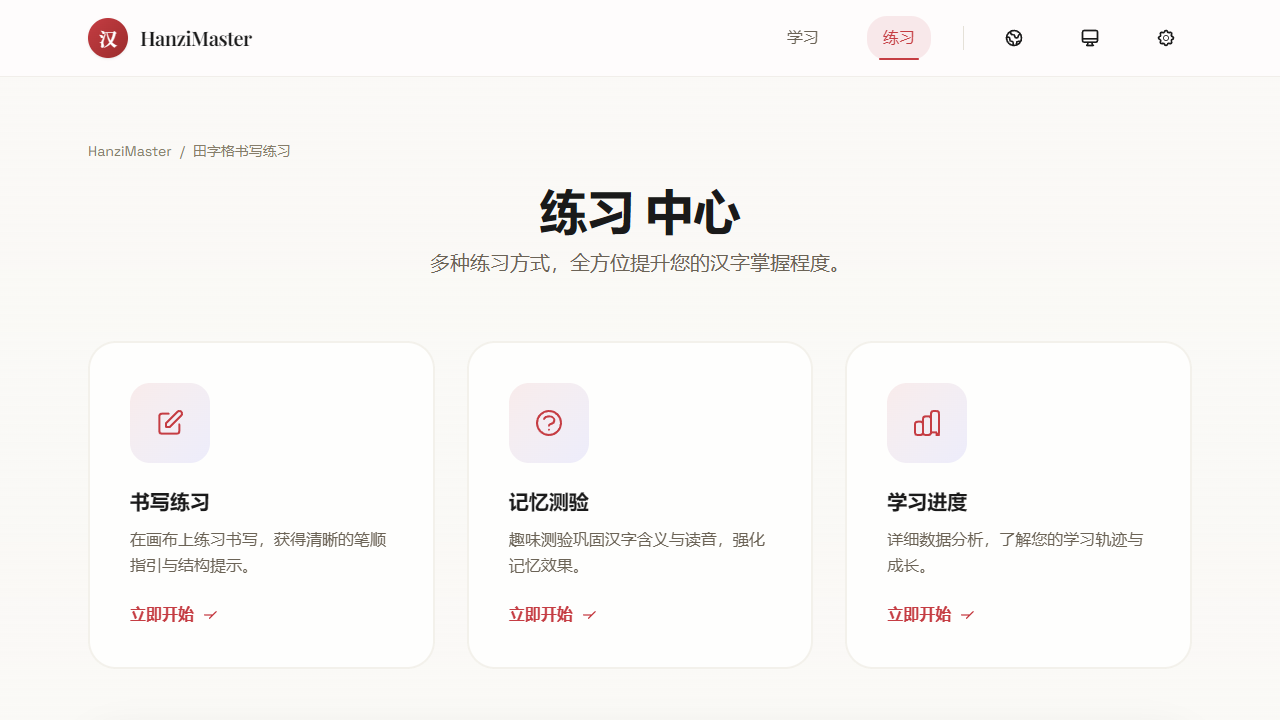 汉 HanziMaster
学习
练习
HanziMaster / 田字格书写练习
练习 中心
多种练习方式，全方位提升您的汉字掌握程度。
书写练习
在画布上练习书写，获得清晰的笔顺
指引与结构提示。
立即开始
记忆测验
趣味测验巩固汉字含义与读音，强化
记忆效果。
立即开始
学习进度
详细数据分析，了解您的学习轨迹与
成长。
立即开始